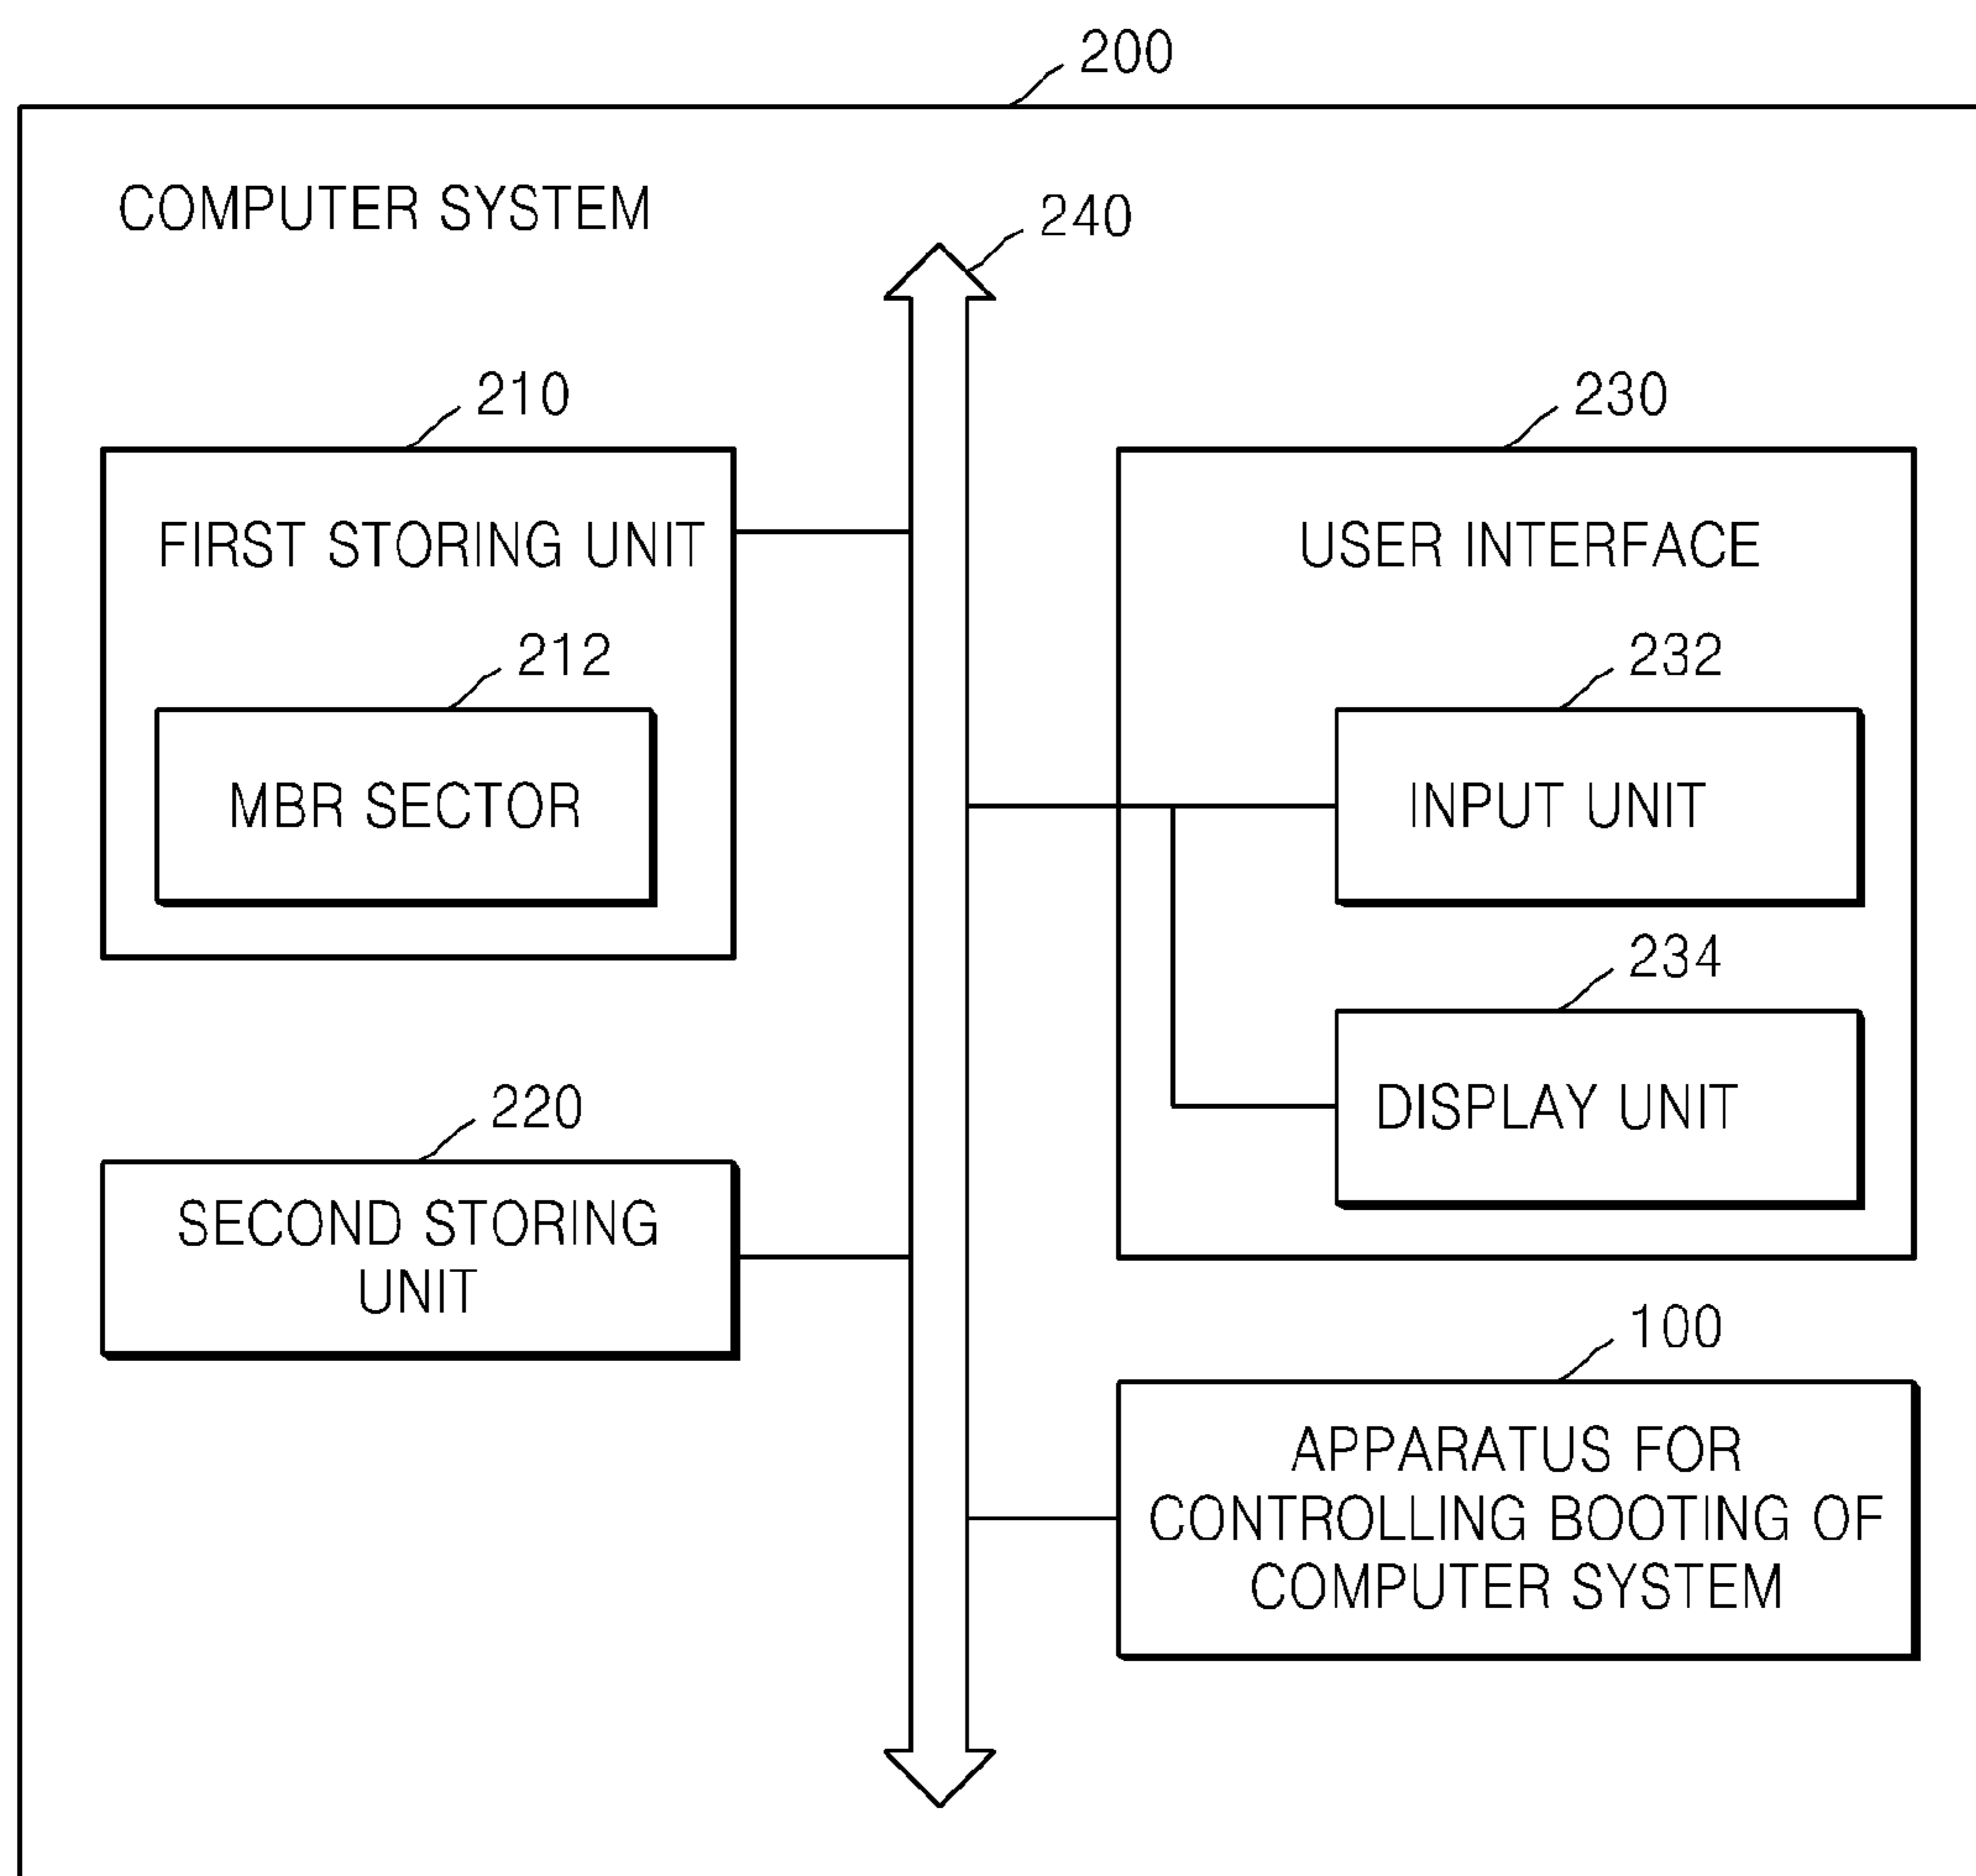 200
COMPUTER SYSTEM
240
210
FIRST STORING UNIT
212
MBR SECTOR
220
SECOND STORING
UNIT
230
USER INTERFACE
232
INPUT UNIT
234
DISPLAY UNIT
100
APPARATUS FOR
CONTROLLING BOOTING OF
COMPUTER SYSTEM